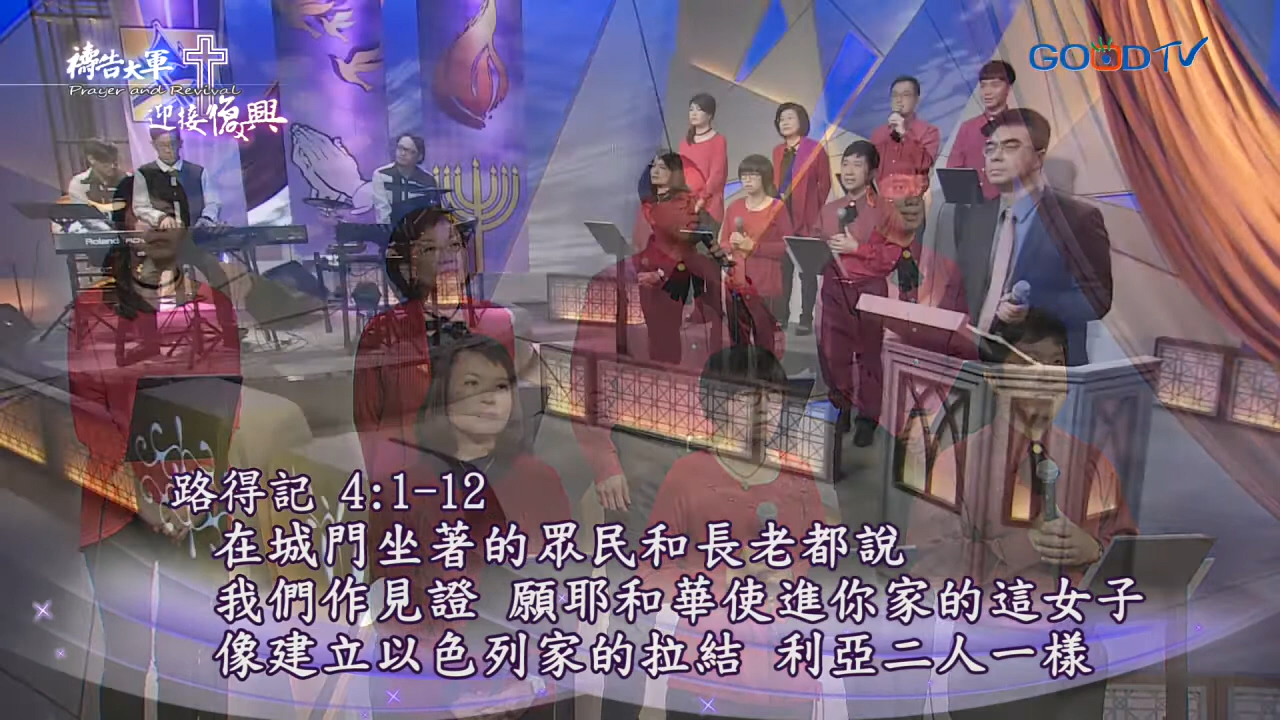 禱告大軍
Prayer and Revival
迎接復興
GOODTV
Roland
路得記 4:1-12
在城門坐著的眾民和長老都說
我們作見證 願耶和華使進你家的這女子
像建立以色列家的拉結 利亞二人一樣